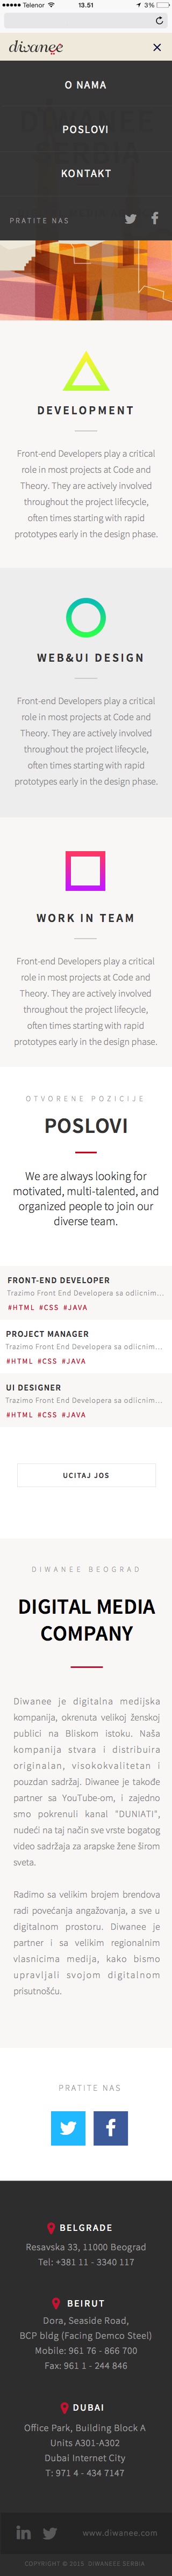 Telenor 13.51 3%
diwanee
O NAMA
DIWANEE
POSLOVI
SERBIA
KONTAKT
PRATITE NAS
DEVELOPMENT
Front-end Developers play a critical
role in most projects at Code and
Theory. They are actively involved
throughout the project lifecycle,
often times starting with rapid
prototypes early in the design phase.
WEB&UI DESIGN
Front-end Developers play a critical
role in most projects at Code and
Theory. They are actively involved
throughout the project lifecycle,
often times starting with rapid
prototypes early in the design phase.
WORK IN TEAM
Front-end Developers play a critical
role in most projects at Code and
Theory. They are actively involved
throughout the project lifecycle,
often times starting with rapid
prototypes early in the design phase.
OTVORENE POZICIJE
POSLOVI
We are always looking for
motivated, multi-talented, and
organized people to join our
diverse team.
FRONT-END DEVELOPER
Trazimo Front End Developera sa odlicnim...
#HTML #CSS #JAVA
PROJECT MANAGER
Trazimo Front End Developera sa odlicnim...
#HTML #CSS #JAVA
UI DESIGNER
Trazimo Front End Developera sa odlicnim...
#HTML #CSS #JAVA
UCITAJ JOS
DIWANEE BEOGRAD
DIGITAL MEDIA
COMPANY
Diwanee je digitalna medijska
kompanija, okrenuta velikoj ženskoj
publici na Bliskom istoku. Naša
kompanija stvara i distribuira
originalan, visokokvalitetan i
pouzdan sadržaj. Diwanee je takođe
partner sa YouTube-om, i zajedno
smo pokrenuli kanal "DUNIATI",
nudeći na taj način sve vrste bogatog
video sadržaja za arapske žene širom
sveta.
Radimo sa velikim brojem brendova
radi povećanja angažovanja, a sve u
digitalnom prostoru. Diwanee je
partner i sa velikim regionalnim
vlasnicima medija, kako bismo
upravljali svojom digitalnom
prisutnošću.
PRATITE NAS
BELGRADE
Resavska 33, 11000 Beograd
Tel: +381 11 - 3340 117
BEIRUT
Dora, Seaside Road,
BCP bldg (Facing Demco Steel)
Mobile: 961 76 - 866 700
Fax: 961 1 - 244 846
DUBAI
Office Park, Building Block A
Units A301-A302
Dubai Internet City
T: 971 4 - 434 7147
www.diwanee.com
COPYRIGHT © 2015 DIWANEES SERBIA